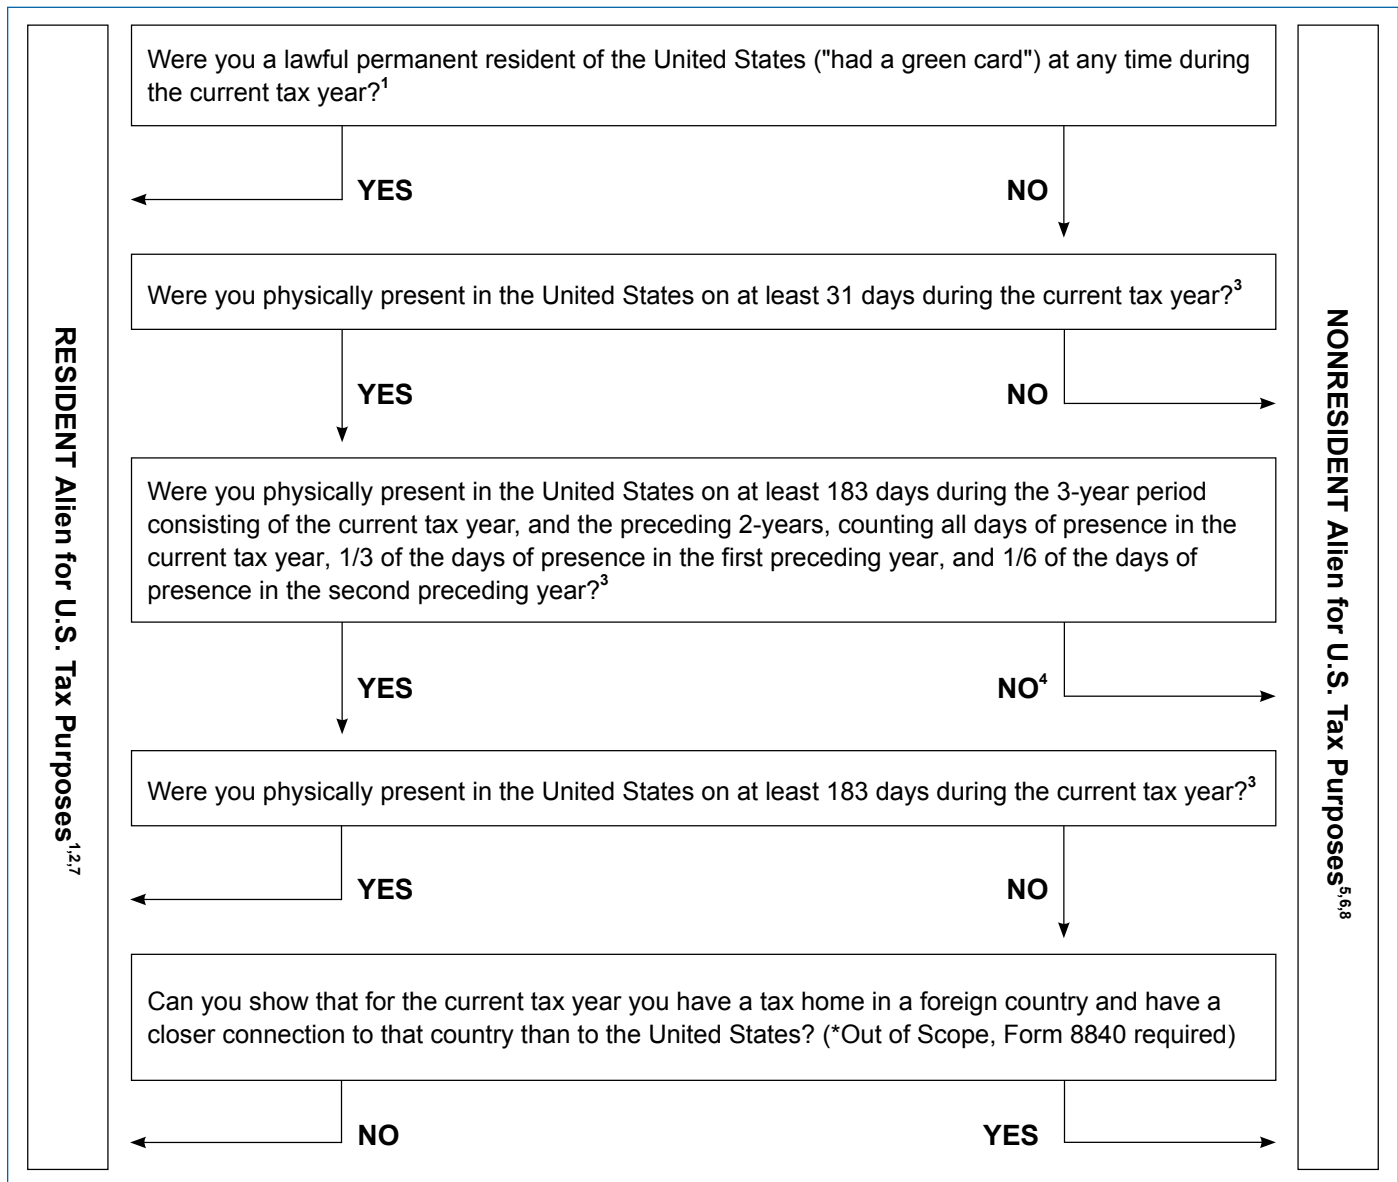 Were you a lawful permanent resident of the United States ("had a green card") at any time during
the current tax year?1
YES
NO
Were you physically present in the United States on at least 31 days during the current tax year?3
YES
NO
Were you physically present in the United States on at least 183 days during the 3-year period
consisting of the current tax year, and the preceding 2-years, counting all days of presence in the
current tax year, 1/3 of the days of presence in the first preceding year, and 1/6 of the days of
presence in the second preceding year?3
YES
NO4
Were you physically present in the United States on at least 183 days during the current tax year?3
YES
NO
Can you show that for the current tax year you have a tax home in a foreign country and have a
closer connection to that country than to the United States? (*Out of Scope, Form 8840 required)
NO
YES
RESIDENT Alien for U.S. Tax Purposes1,2,7
NONRESIDENT Alien for U.S. Tax Purposes5,6,8